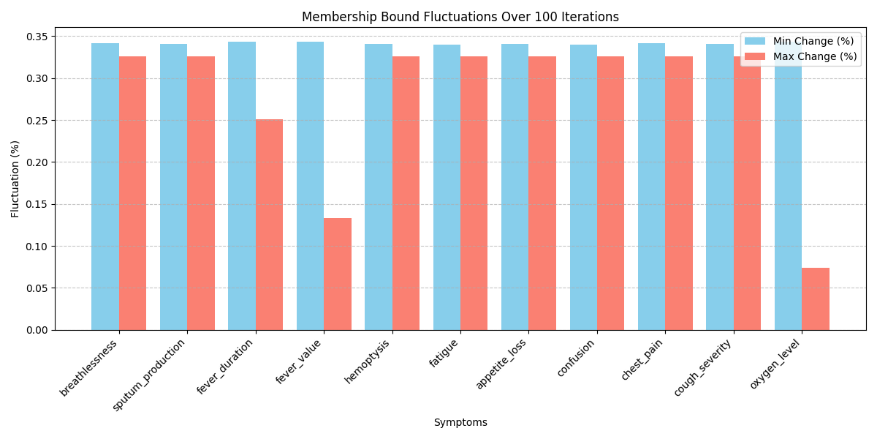 Membership Bound Fluctuations Over 100 Iterations
Min Change (%)
Max Change (%)
Fluctuation (%)
0.35
0.30
0.25
0.20
0.15
0.10
0.05
0.00
breathlessness
sputum_production
fever_duration
fever_value
hemoptysis
fatigue
appetite_loss
confusion
chest_pain
cough_severity
oxygen_level
Symptoms